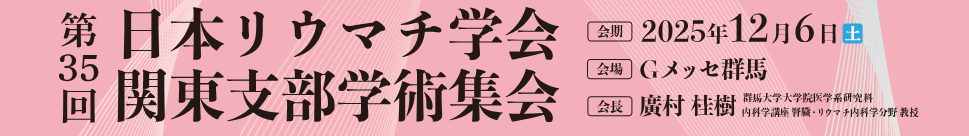 第35回
日本リウマチ学会
関東支部学術集会
会期 2025年12月6日 土
会場 Gメッセ群馬
会長 廣村 桂樹 群馬大学大学院医学系研究科
内科学講座 腎臓・リウマチ内科学分野 教授